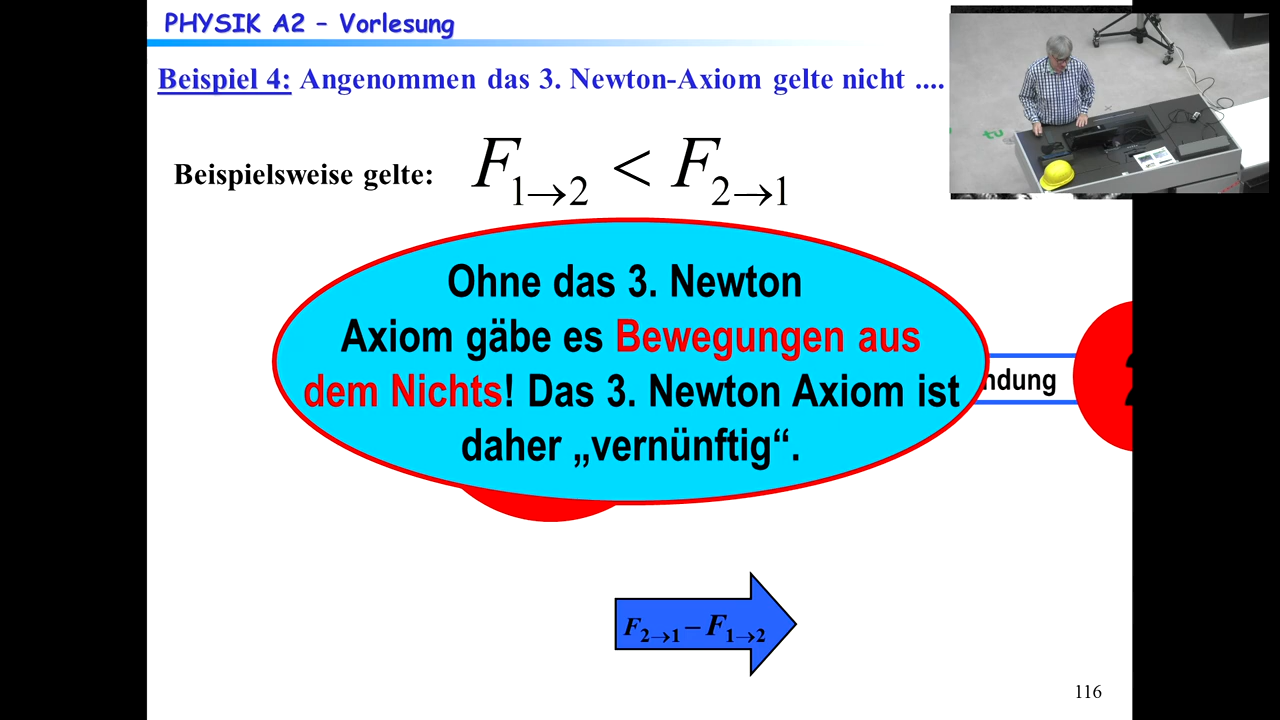 PHYSIK A2 – Vorlesung
Beispiel 4: Angenommen das 3. Newton-Axiom gelte nicht ....
Beispielsweise gelte: F1→2 < F2→1
Ohne das 3. Newton
Axiom gäbe es Bewegungen aus
dem Nichts! Das 3. Newton Axiom ist
daher „vernünftig“.
ndung
F2→1 – F1→2
116